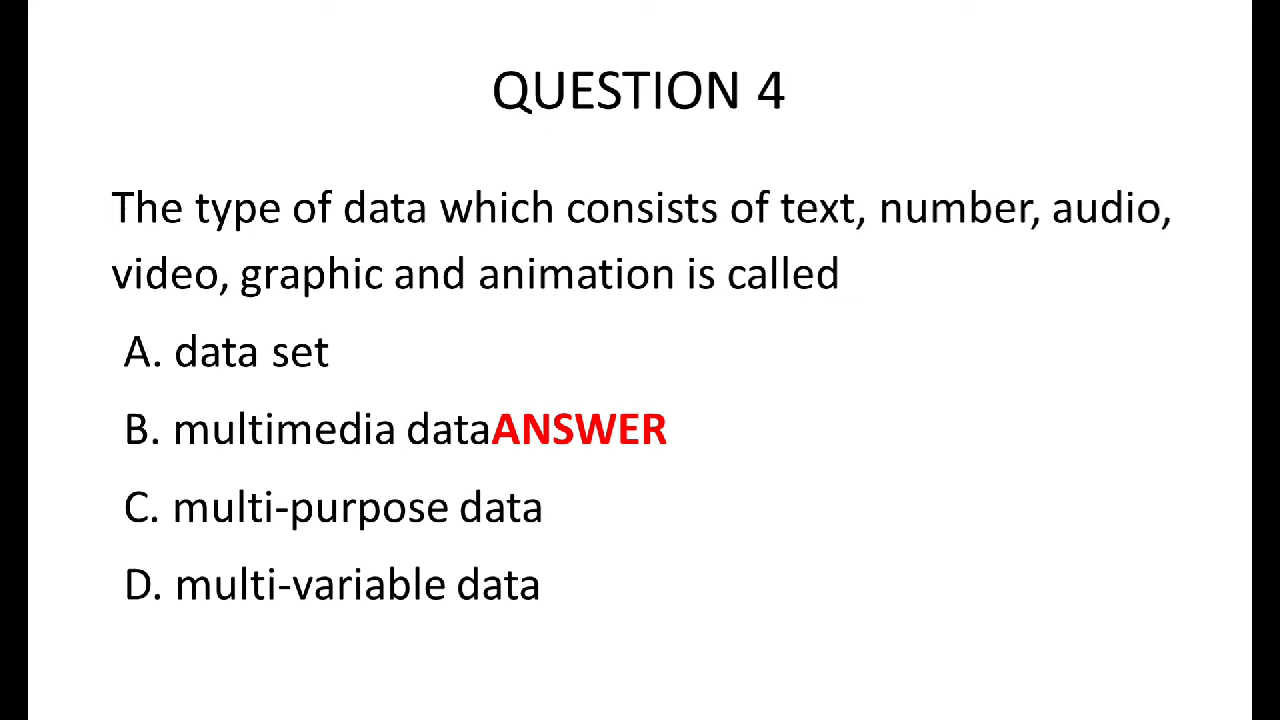 QUESTION 4
The type of data which consists of text, number, audio,
video, graphic and animation is called
A. data set
B. multimedia dataANSWER
C. multi-purpose data
D. multi-variable data